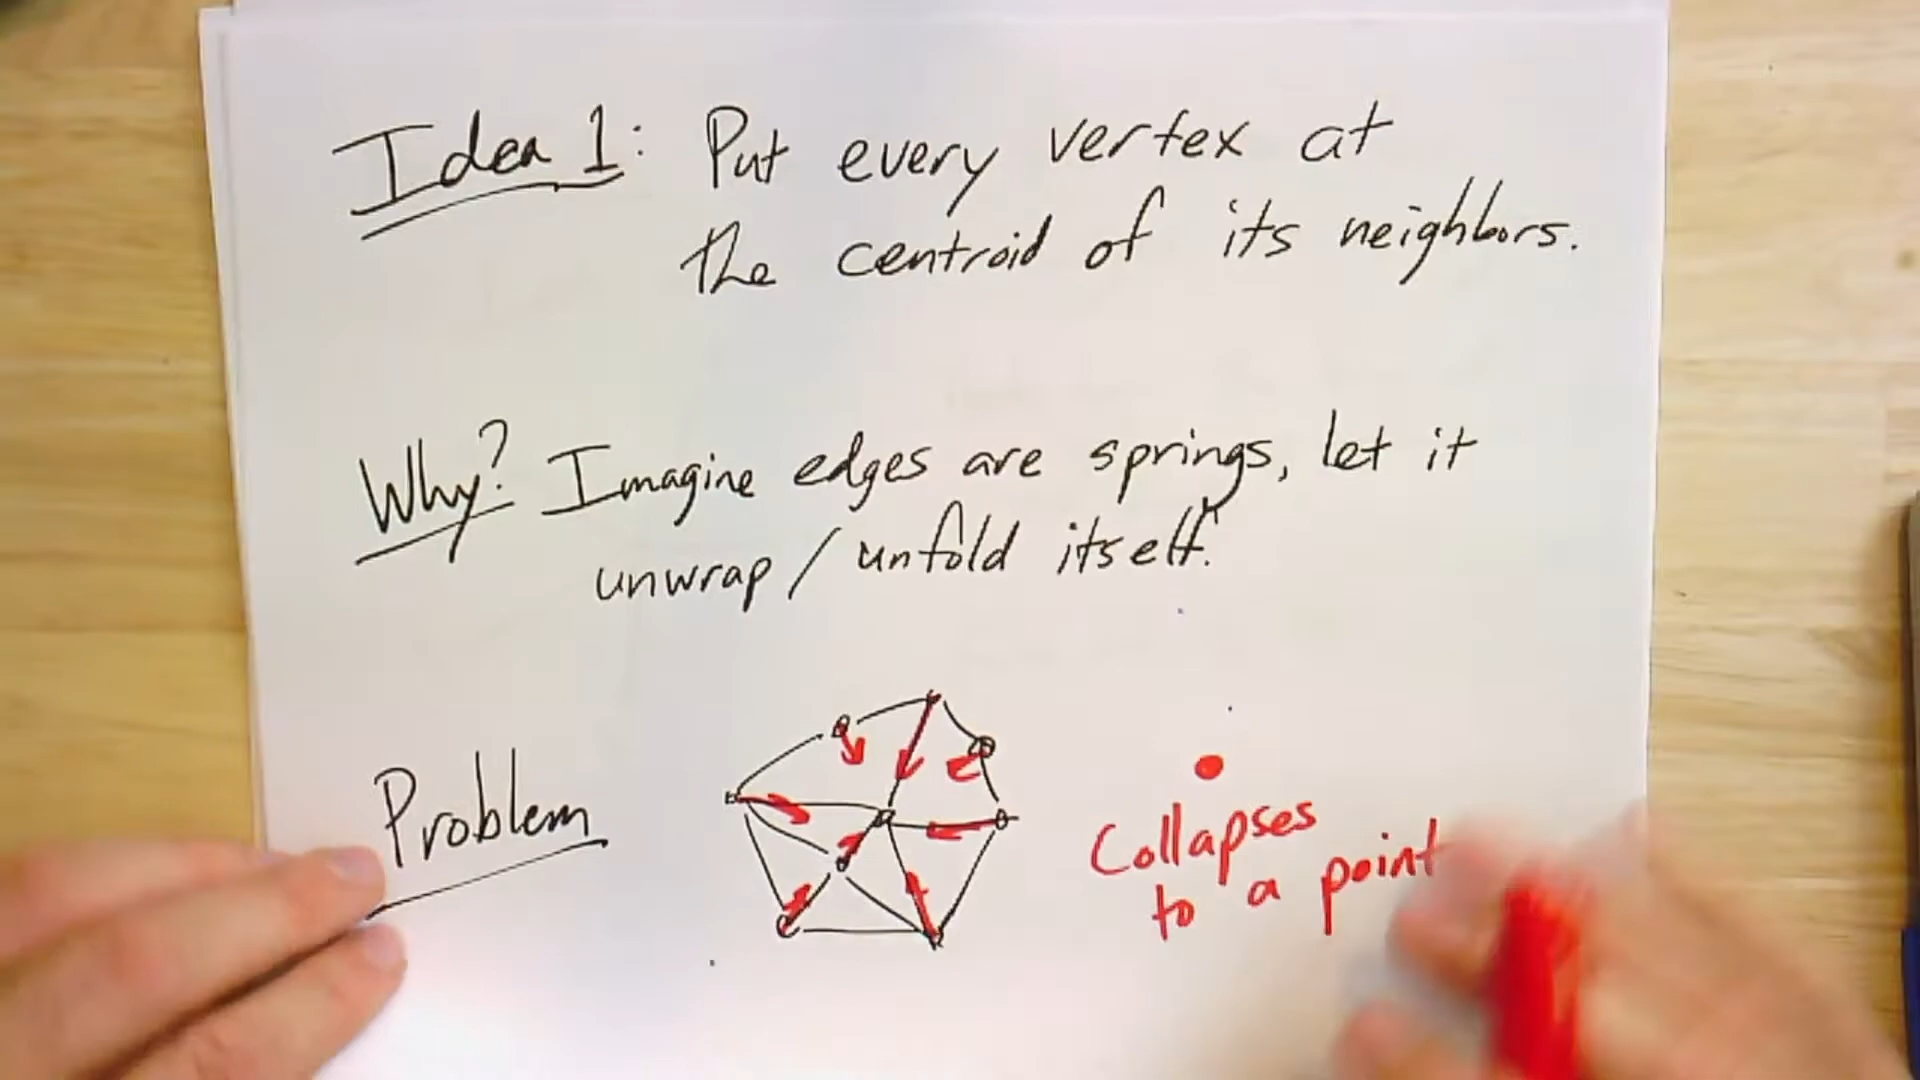 Idea 1: Put every vertex at
the centroid of its neighbors.
Why? Imagine edges are springs, let it
unwrap/unfold itself.
Problem
Collapses
to a point